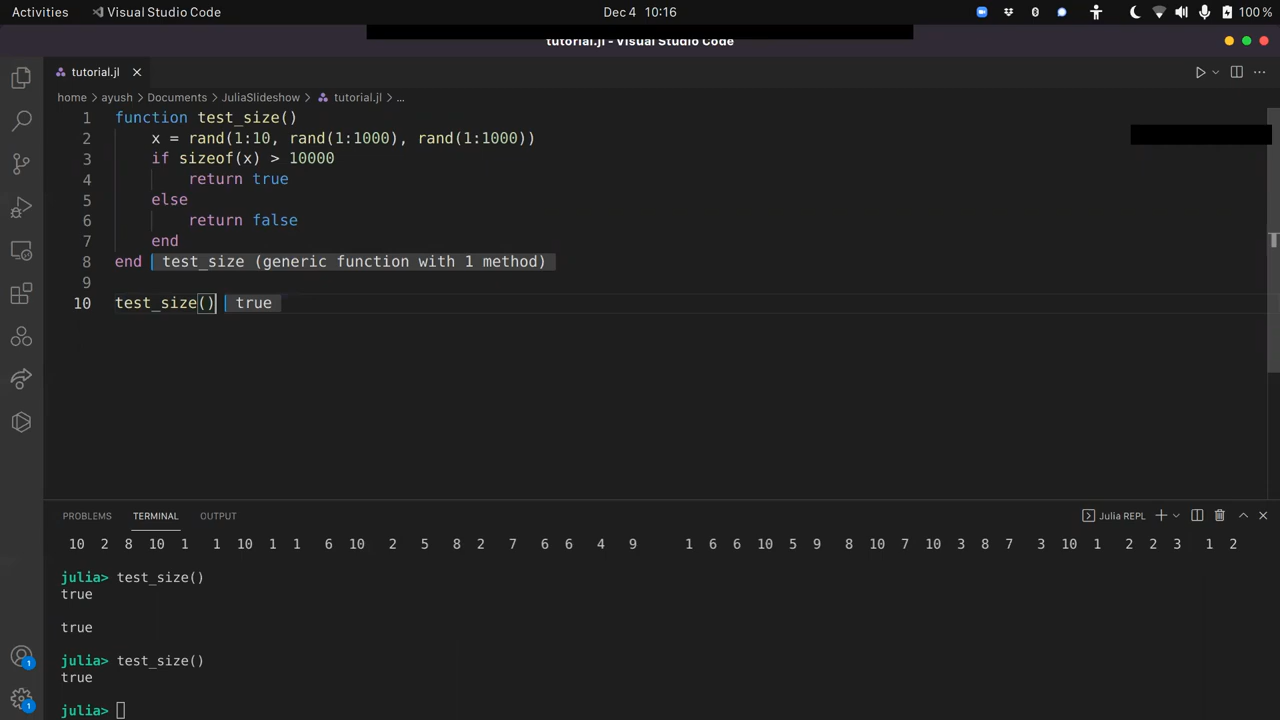 Activities Visual Studio Code Dec 4 10:16 100 %
tutorial.jl - Visual Studio Code
tutorial.jl
home > ayush > Documents > JuliaSlideshow > tutorial.jl > ...
1 function test_size()
2 x = rand(1:10, rand(1:1000), rand(1:1000))
3 if sizeof(x) > 10000
4 return true
5 else
6 return false
7 end
8 end test_size (generic function with 1 method)
9
10 test_size() true
PROBLEMS TERMINAL OUTPUT Julia REPL
10 2 8 10 1 1 10 1 1 6 10 2 5 8 2 7 6 6 4 9 1 6 6 10 5 9 8 10 7 10 3 8 7 3 10 1 2 2 3 1 2
julia> test_size()
true
true
julia> test_size()
true
1
julia>
1